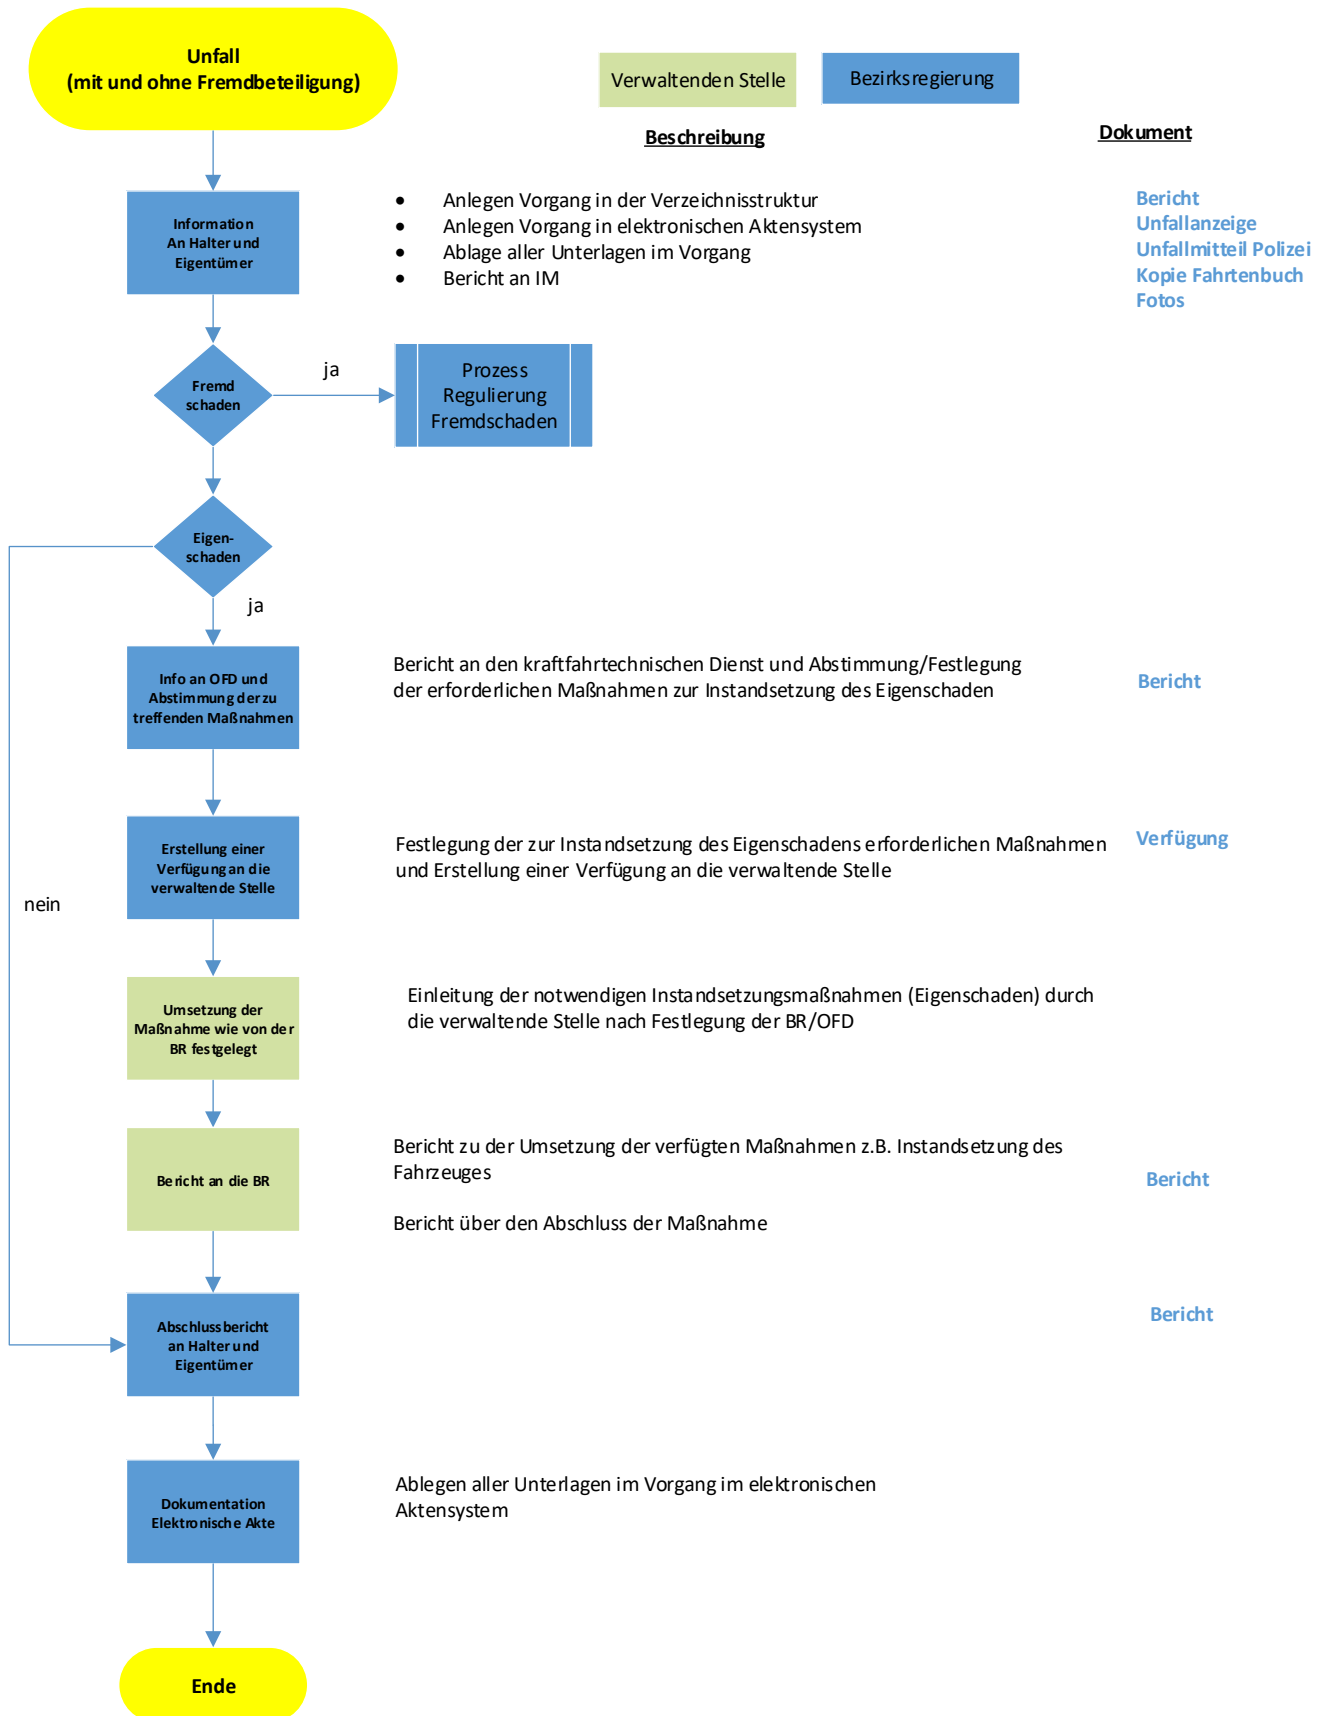 Unfall
(mit und ohne Fremdbeteiligung)
Verwaltenden Stelle
Bezirksregierung
Beschreibung
Dokument
Information
An Halter und
Eigentümer
• Anlegen Vorgang in der Verzeichnisstruktur
• Anlegen Vorgang in elektronischen Aktensystem
• Ablage aller Unterlagen im Vorgang
• Bericht an IM
Bericht
Unfallanzeige
Unfallmitteil Polizei
Kopie Fahrtenbuch
Fotos
Fremd
schaden
ja
Prozess
Regulierung
Fremdschaden
Eigen-
schaden
ja
Info an OFD und
Abstimmung der zu
treffenden Maßnahmen
Bericht an den kraftfahrtechnischen Dienst und Abstimmung/Festlegung
der erforderlichen Maßnahmen zur Instandsetzung des Eigenschaden
Bericht
Erstellung einer
Verfügung an die
verwaltende Stelle
Festlegung der zur Instandsetzung des Eigenschadens erforderlichen Maßnahmen
und Erstellung einer Verfügung an die verwaltende Stelle
Verfügung
nein
Umsetzung der
Maßnahme wie von der
BR festgelegt
Einleitung der notwendigen Instandsetzungsmaßnahmen (Eigenschaden) durch
die verwaltende Stelle nach Festlegung der BR/OFD
Bericht an die BR
Bericht zu der Umsetzung der verfügten Maßnahmen z.B. Instandsetzung des
Fahrzeuges
Bericht über den Abschluss der Maßnahme
Bericht
Abschlussbericht
an Halter und
Eigentümer
Bericht
Dokumentation
Elektronische Akte
Ablegen aller Unterlagen im Vorgang im elektronischen
Aktensystem
Ende